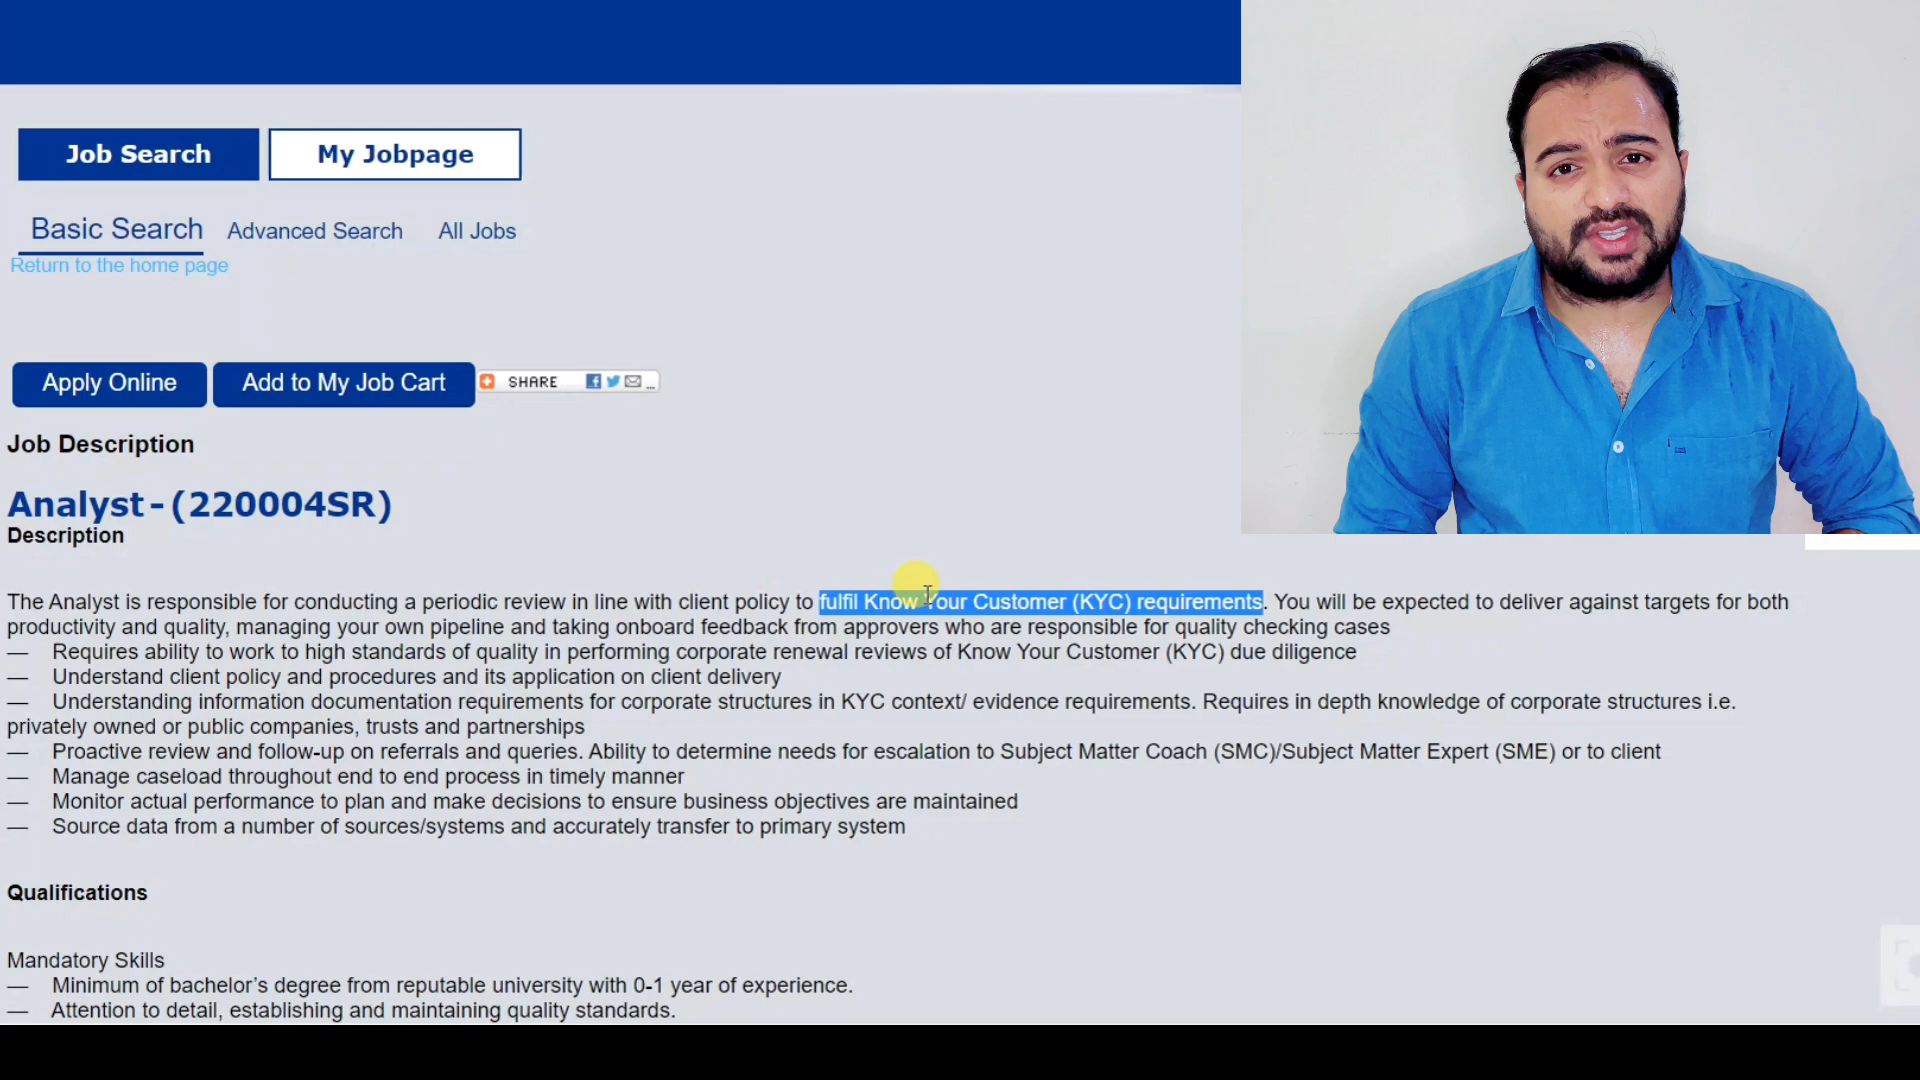 Job Search
My Jobpage
Basic Search
Advanced Search
All Jobs
Return to the home page
Apply Online
Add to My Job Cart
SHARE
...
Job Description
Analyst - (220004SR)
Description
The Analyst is responsible for conducting a periodic review in line with client policy to fulfil Know Your Customer (KYC) requirements. You will be expected to deliver against targets for both
productivity and quality, managing your own pipeline and taking onboard feedback from approvers who are responsible for quality checking cases
— Requires ability to work to high standards of quality in performing corporate renewal reviews of Know Your Customer (KYC) due diligence
— Understand client policy and procedures and its application on client delivery
— Understanding information documentation requirements for corporate structures in KYC context/ evidence requirements. Requires in depth knowledge of corporate structures i.e.
privately owned or public companies, trusts and partnerships
— Proactive review and follow-up on referrals and queries. Ability to determine needs for escalation to Subject Matter Coach (SMC)/Subject Matter Expert (SME) or to client
— Manage caseload throughout end to end process in timely manner
— Monitor actual performance to plan and make decisions to ensure business objectives are maintained
— Source data from a number of sources/systems and accurately transfer to primary system
Qualifications
Mandatory Skills
— Minimum of bachelor’s degree from reputable university with 0-1 year of experience.
— Attention to detail, establishing and maintaining quality standards.